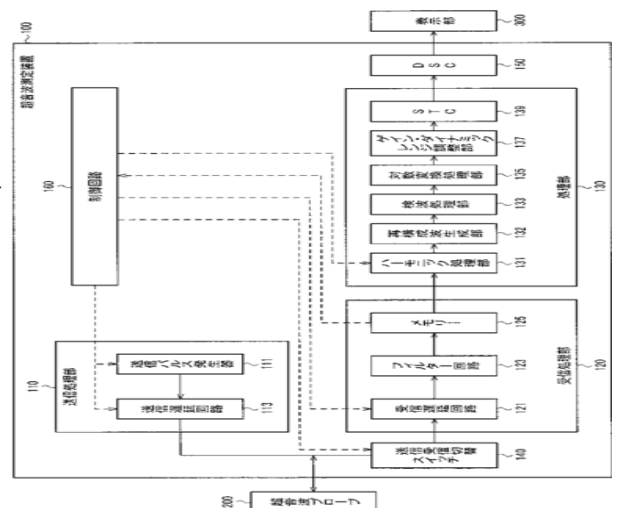 100
超音波測定装置
160
制御回路
110
送信処理部
送信パルス発生器
111
送信遅延回路
113
200
超音波プローブ
送信受信切替
スイッチ
140
受信遅延回路
121
フィルター回路
123
メモリー
125
受信処理部
120
ハーモニック処理部
131
再構成波生成部
132
検波処理部
133
対数変換処理部
135
ゲイン・ダイナミック
レンジ調整部
137
STC
139
処理部
130
DSC
150
表示部
300